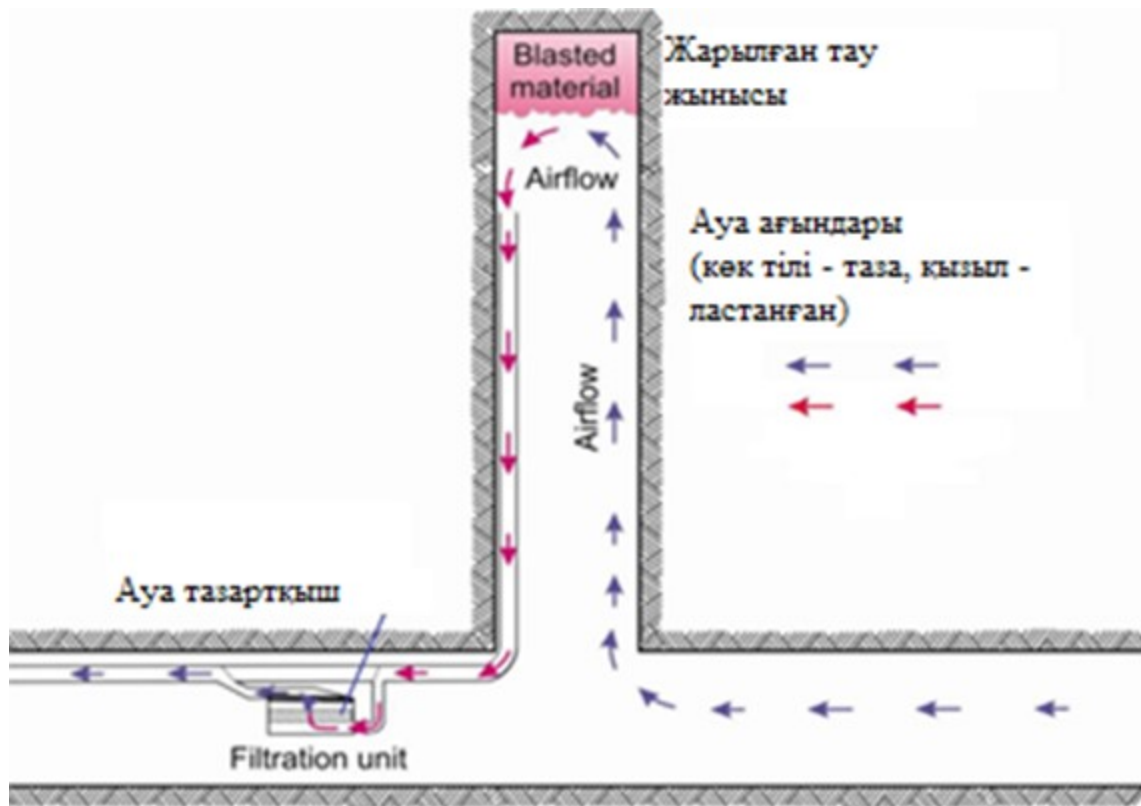 Blasted
material
Жарылған тау
жынысы
Airflow
Ауа ағындары
(көк тілі - таза, қызыл -
ластанған)
Airflow
Ауа тазартқыш
Filtration unit